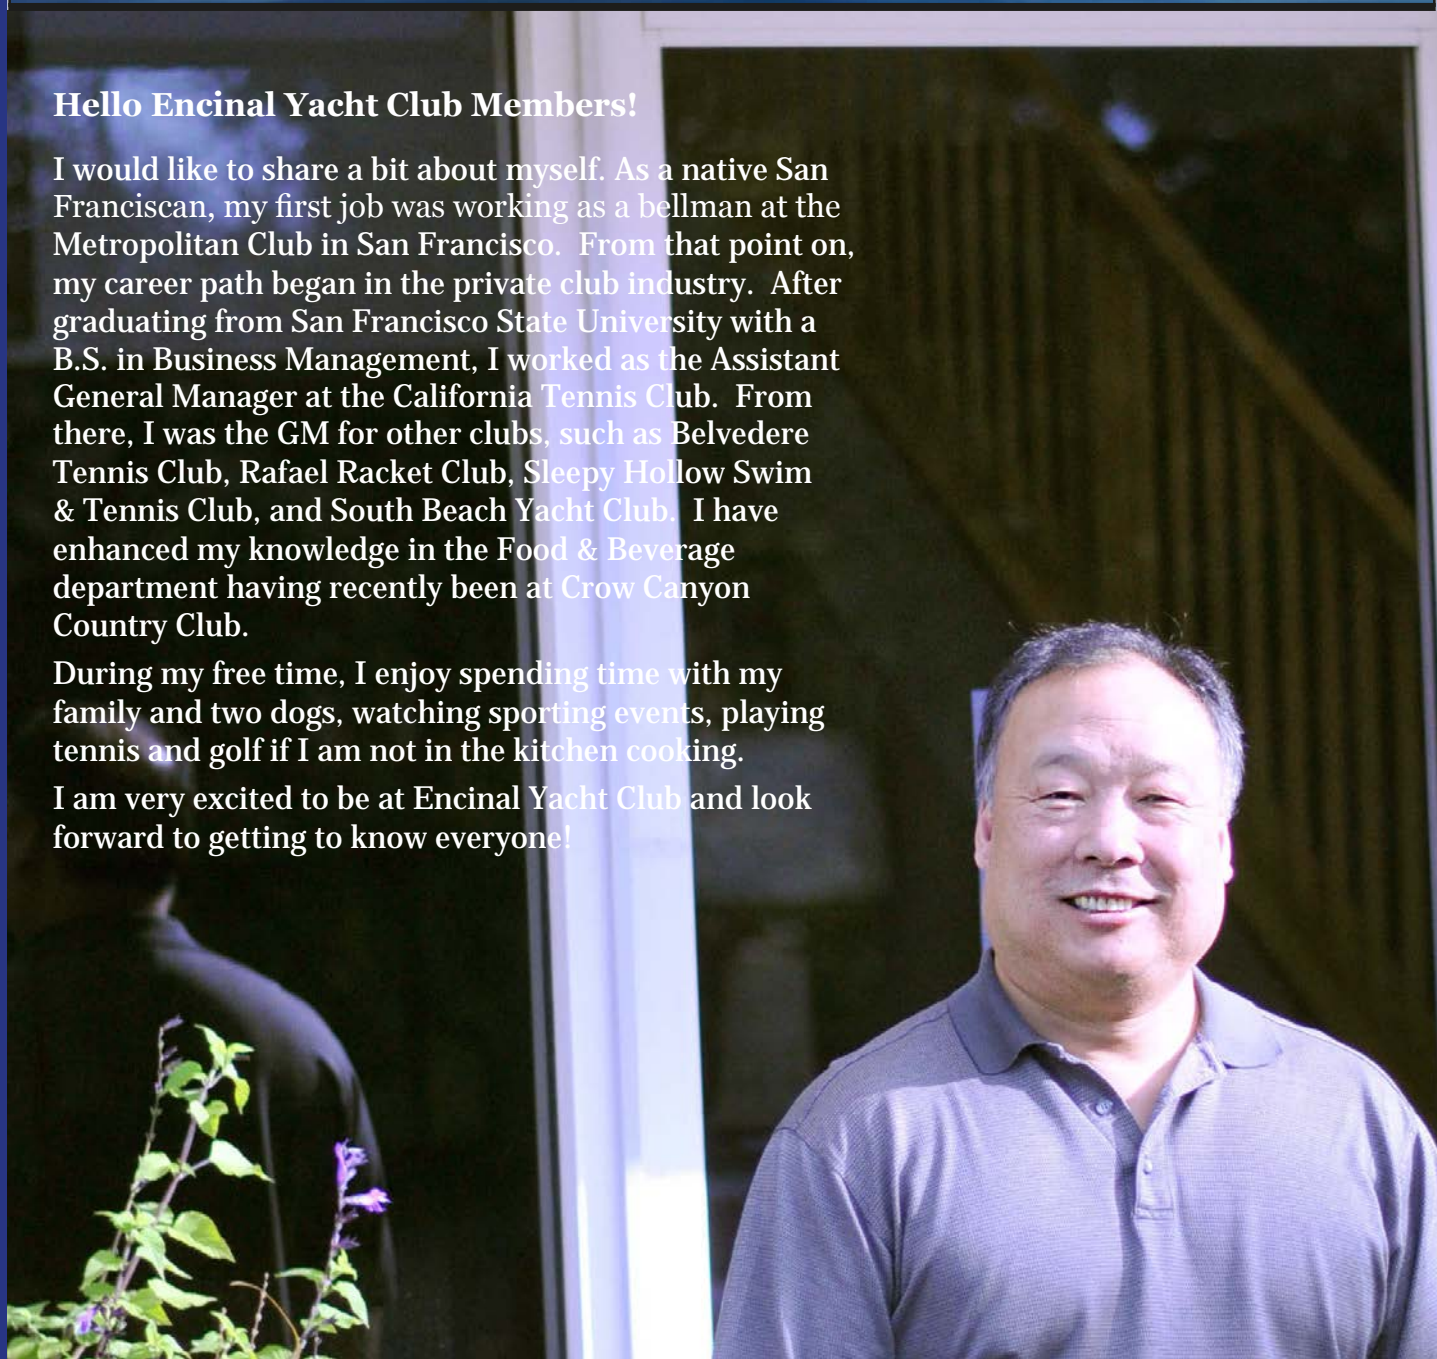 Hello Encinal Yacht Club Members!
I would like to share a bit about myself. As a native San
Franciscan, my first job was working as a bellman at the
Metropolitan Club in San Francisco.  From that point on,
my career path began in the private club industry.  After
graduating from San Francisco State University with a
B.S. in Business Management, I worked as the Assistant
General Manager at the California Tennis Club.  From
there, I was the GM for other clubs, such as Belvedere
Tennis Club, Rafael Racket Club, Sleepy Hollow Swim
& Tennis Club, and South Beach Yacht Club.  I have
enhanced my knowledge in the Food & Beverage
department having recently been at Crow Canyon
Country Club.
During my free time, I enjoy spending time with my
family and two dogs, watching sporting events, playing
tennis and golf if I am not in the kitchen cooking.
I am very excited to be at Encinal Yacht Club and look
forward to getting to know everyone!